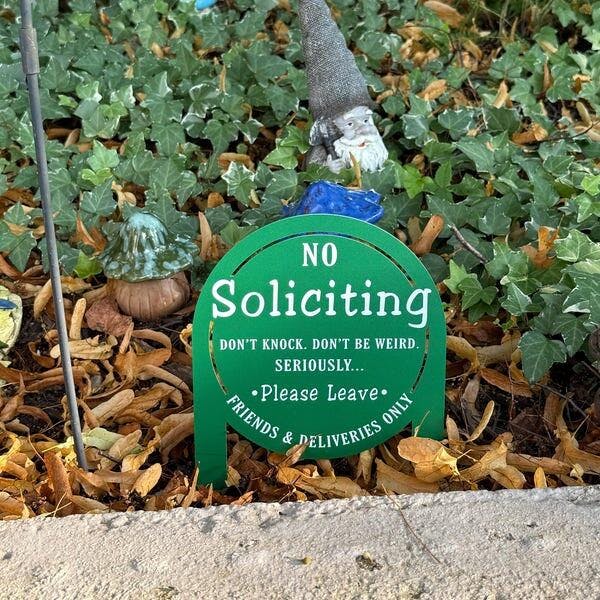 NO
Soliciting
DON'T KNOCK. DON'T BE WEIRD.
SERIOUSLY...
•Please Leave•
FRIENDS & DELIVERIES ONLY